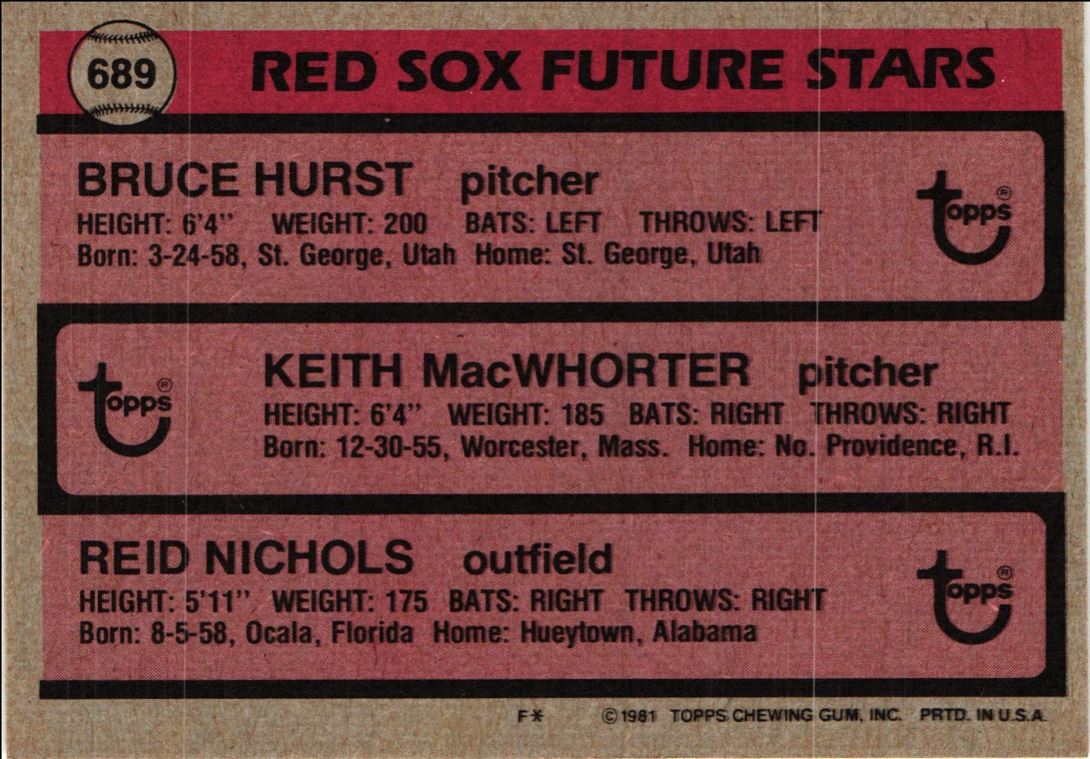 689 RED SOX FUTURE STARS
BRUCE HURST pitcher
HEIGHT: 6'4'' WEIGHT: 200 BATS: LEFT THROWS: LEFT
Born: 3-24-58, St. George, Utah Home: St. George, Utah
topps ®
KEITH MacWHORTER pitcher
HEIGHT: 6'4'' WEIGHT: 185 BATS: RIGHT THROWS: RIGHT
Born: 12-30-55, Worcester, Mass. Home: No. Providence, R.I.
topps ®
REID NICHOLS outfield
HEIGHT: 5'11'' WEIGHT: 175 BATS: RIGHT THROWS: RIGHT
Born: 8-5-58, Ocala, Florida Home: Hueytown, Alabama
topps ®
F* © 1981 TOPPS CHEWING GUM, INC. PRTD. IN U.S.A.